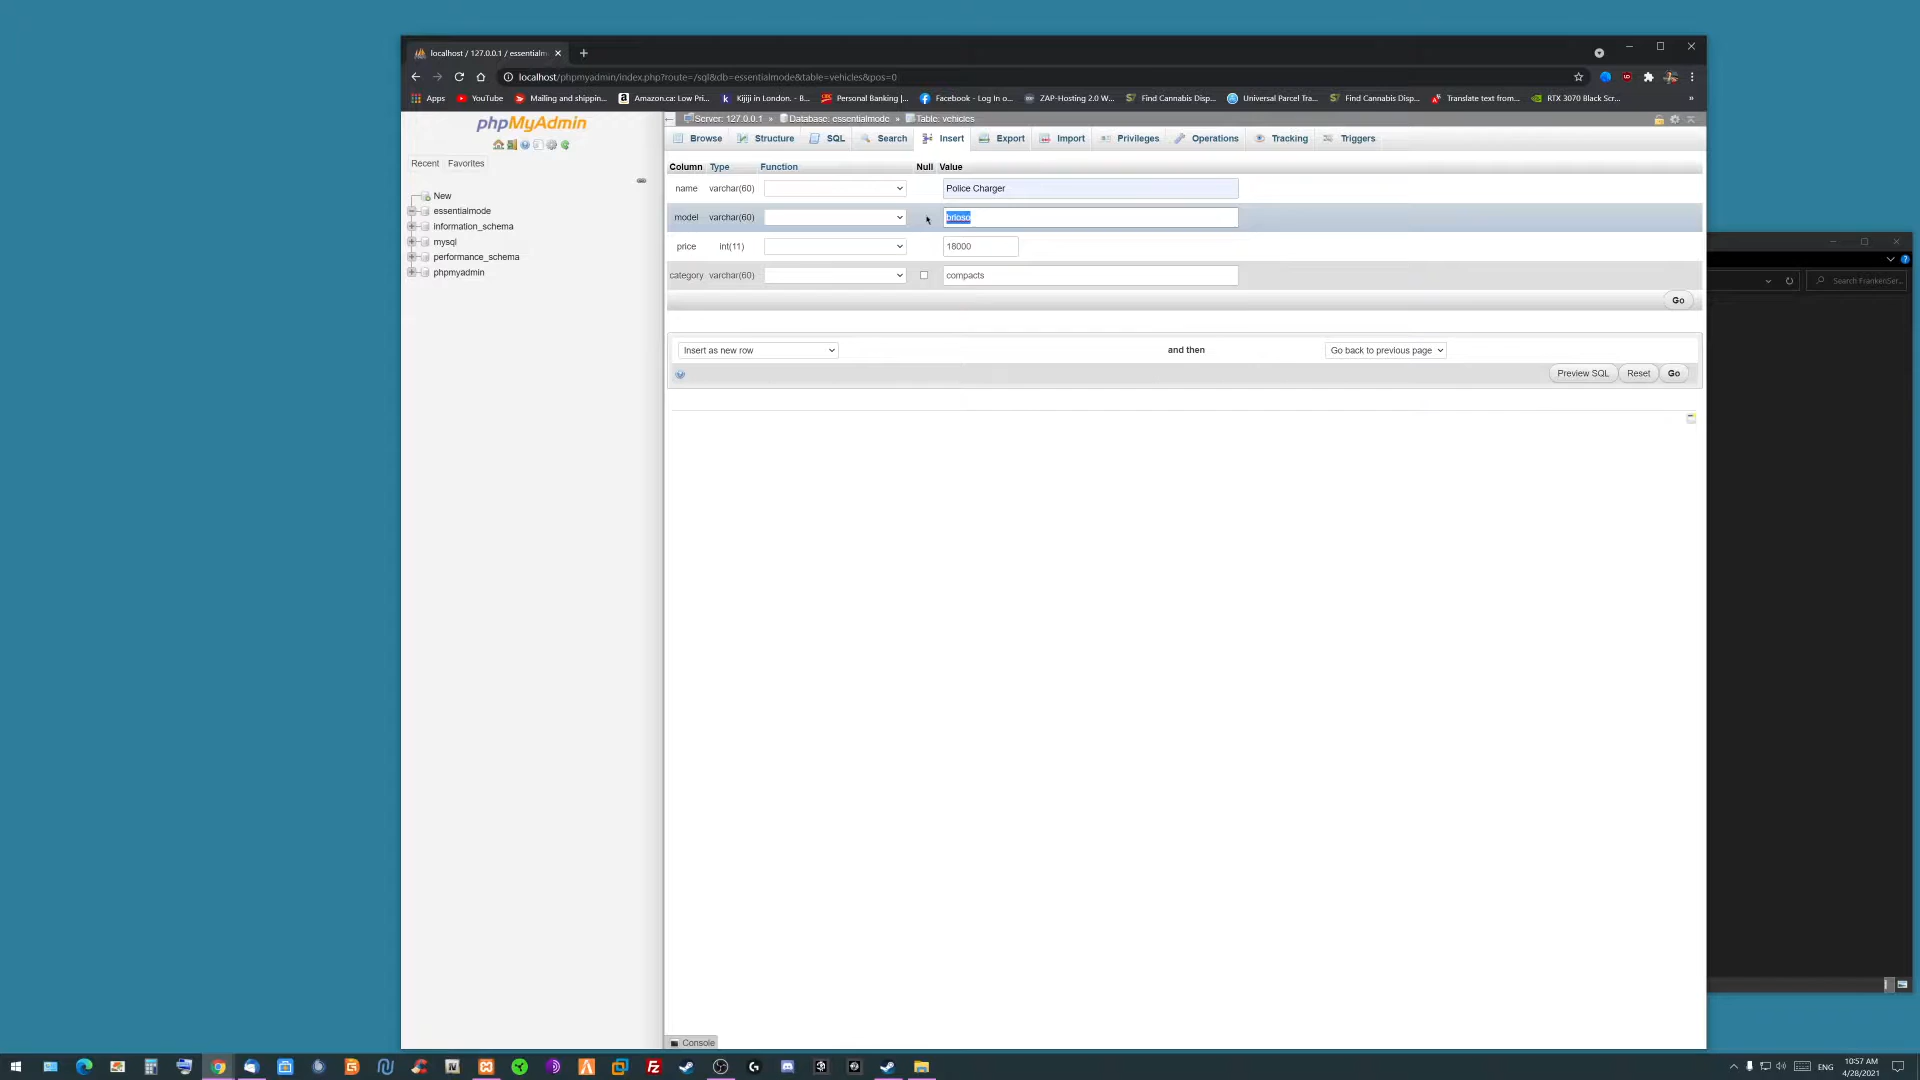 localhost / 127.0.0.1 / essentialm
localhost/phpmyadmin/index.php?route=/sql&db=essentialmode&table=vehicles&pos=0
Apps
YouTube
Mailing and shippin...
Amazon.ca: Low Pri...
Kijiji in London. - B...
Personal Banking |...
Facebook - Log In o...
ZAP-Hosting 2.0 W...
Find Cannabis Disp...
Universal Parcel Tra...
Find Cannabis Disp...
Translate text from...
RTX 3070 Black Scr...
»
phpMyAdmin
Recent Favorites
New
essentialmode
information_schema
mysql
performance_schema
phpmyadmin
Server: 127.0.0.1 » Database: essentialmode » Table: vehicles
Browse Structure SQL Search Insert Export Import Privileges Operations Tracking Triggers
Column Type Function Null Value
name varchar(60) Police Charger
model varchar(60) brioso
price int(11) 18000
category varchar(60) compacts
Go
Insert as new row and then Go back to previous page
Preview SQL Reset Go
Console
Search FrankenSer...
ENG
10:57 AM
4/28/2021